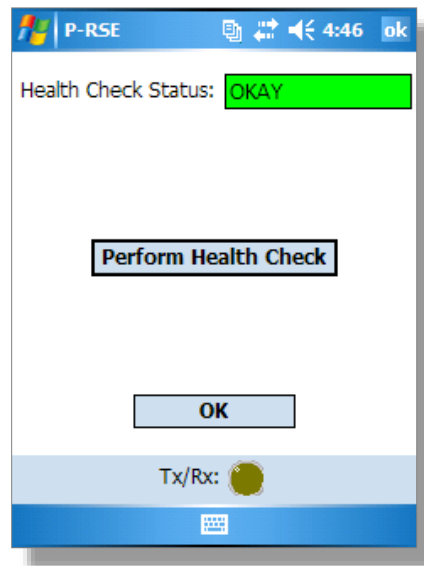 P-RSE 4:46 ok
Health Check Status: OKAY
Perform Health Check
OK
Tx/Rx: